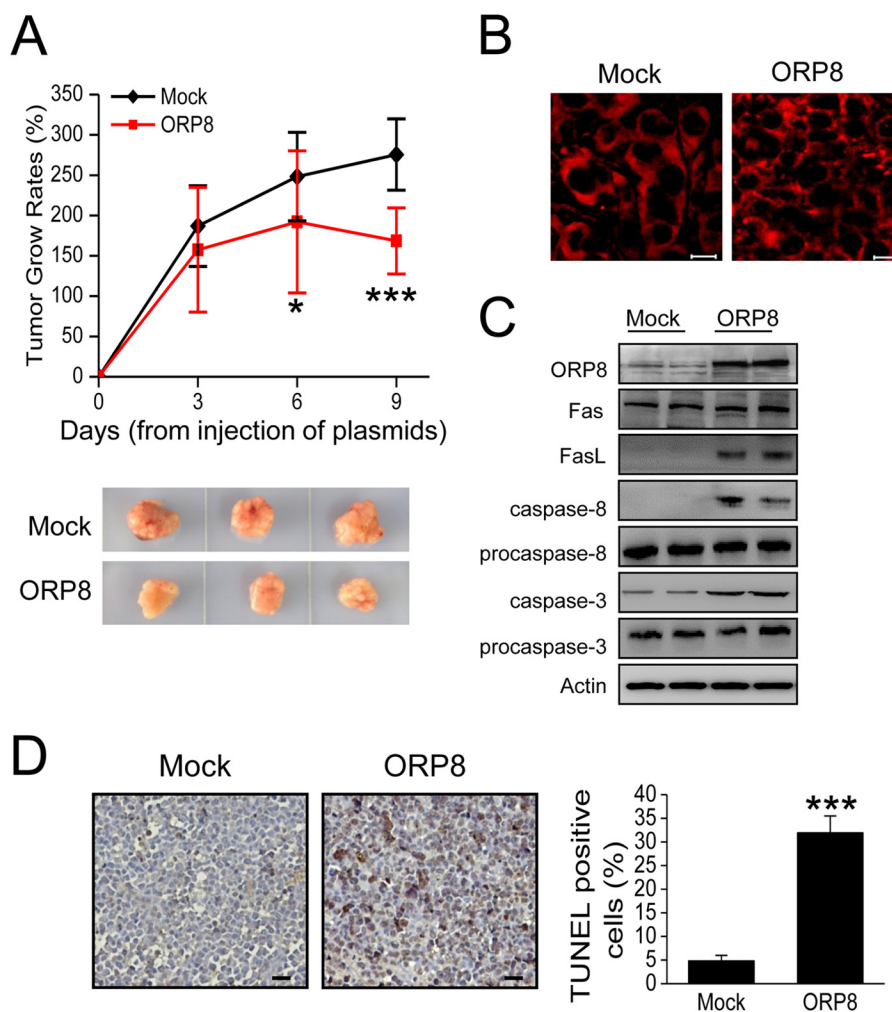 A
Tumor Grow Rates (%)
350
300
250
200
150
100
50
0
Mock
ORP8
*
***
0 3 6 9
Days (from injection of plasmids)
Mock
ORP8
B
Mock ORP8
C
Mock ORP8
ORP8
Fas
FasL
caspase-8
procaspase-8
caspase-3
procaspase-3
Actin
D
Mock ORP8
TUNEL positive
cells (%)
40
35
30
25
20
15
10
5
0
***
Mock ORP8